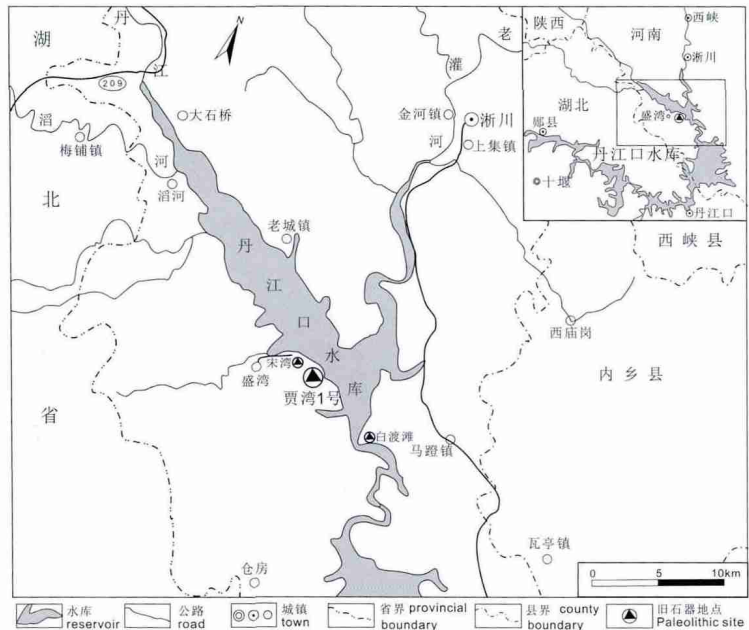 湖
北
省
丹
江
209
滔
河
梅铺镇
大石桥
滔河
N
老
灌
河
金河镇
淅川
上集镇
老城镇
丹
江
口
水
库
宋湾
盛湾
贾湾1号
白渡滩
马蹬镇
仓房
西峡县
西庙岗
内乡县
瓦亭镇
陕西
河南
西峡
淅川
湖北
盛湾
郧县
丹江口水库
十堰
丹江口
0 5 10km
水库
reservoir
公路
road
城镇
town
省界 provincial
boundary
县界 county
boundary
旧石器地点
Paleolithic site